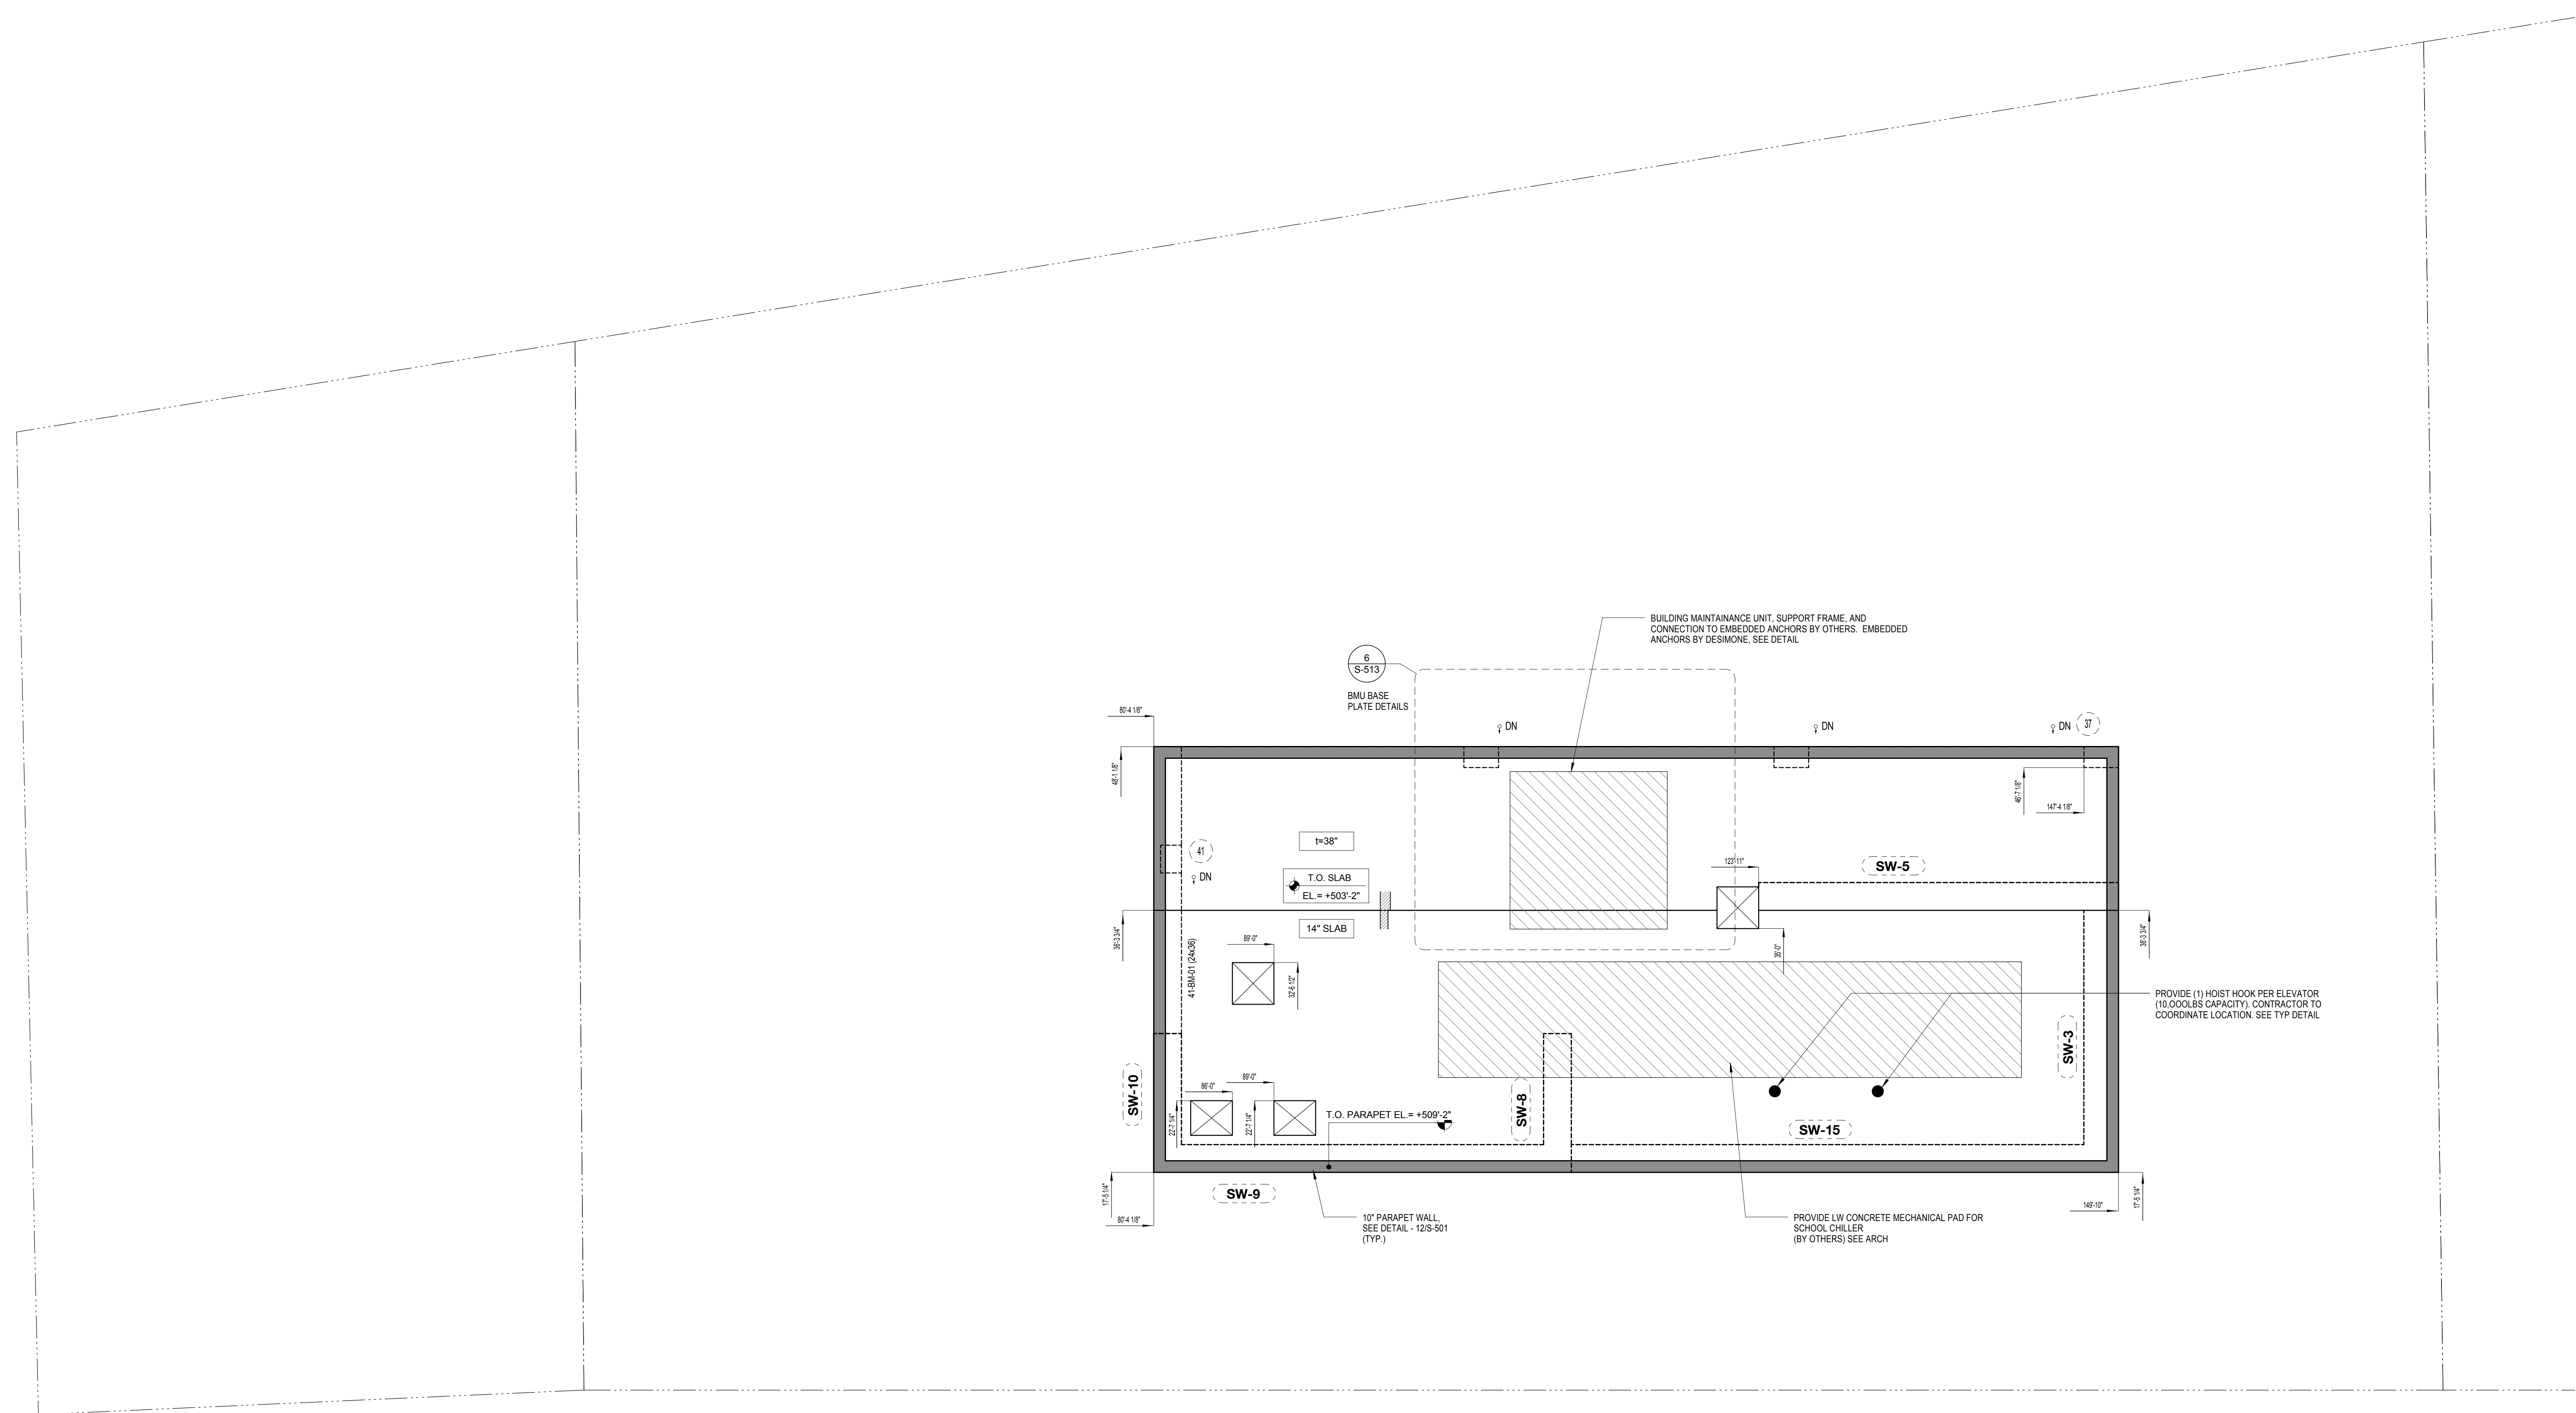 BUILDING MAINTAINANCE UNIT, SUPPORT FRAME, AND
CONNECTION TO EMBEDDED ANCHORS BY OTHERS. EMBEDDED
ANCHORS BY DESIMONE, SEE DETAIL
6
S-513
BMU BASE
PLATE DETAILS
80'-4 1/8"
DN
DN
DN
37
48'-1 1/8"
46'-7 1/8"
147'-4 1/8"
t=38"
41
DN
T.O. SLAB
EL.= +503'-2"
123'-11"
SW-5
14" SLAB
36'-3 3/4"
36'-3 3/4"
89'-0"
35'-0"
41-BM-01 (24x36)
32'-6 1/2"
PROVIDE (1) HOIST HOOK PER ELEVATOR
(10,OOOLBS CAPACITY). CONTRACTOR TO
COORDINATE LOCATION. SEE TYP DETAIL
SW-3
SW-10
86'-0"
89'-0"
22'-7 1/4"
22'-7 1/4"
T.O. PARAPET EL.= +509'-2"
SW-8
SW-15
SW-9
17'-5 1/4"
80'-4 1/8"
10" PARAPET WALL,
SEE DETAIL - 12/S-501
(TYP.)
PROVIDE LW CONCRETE MECHANICAL PAD FOR
SCHOOL CHILLER
(BY OTHERS) SEE ARCH
149'-10"
17'-5 1/4"